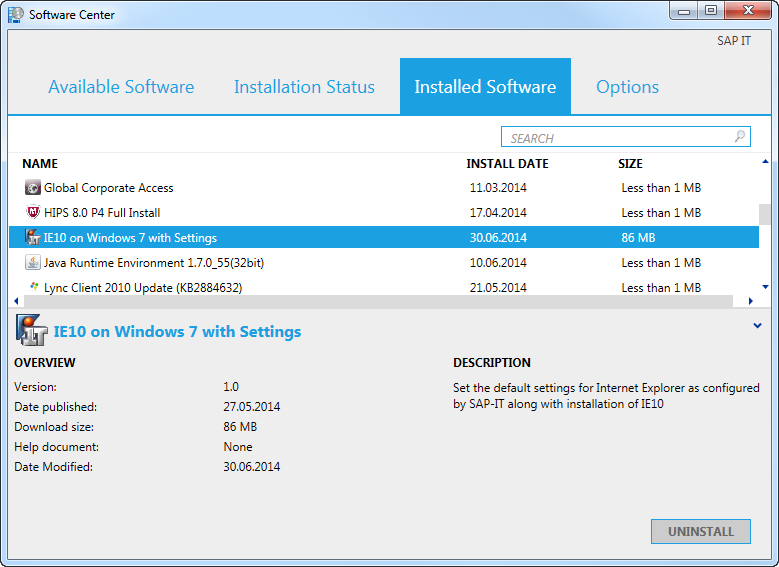 Software Center
SAP IT
Available Software Installation Status Installed Software Options
SEARCH
NAME INSTALL DATE SIZE
Global Corporate Access 11.03.2014 Less than 1 MB
HIPS 8.0 P4 Full Install 17.04.2014 Less than 1 MB
IE10 on Windows 7 with Settings 30.06.2014 86 MB
Java Runtime Environment 1.7.0_55(32bit) 10.06.2014 Less than 1 MB
Lync Client 2010 Update (KB2884632) 21.05.2014 Less than 1 MB
IT IE10 on Windows 7 with Settings
OVERVIEW
Version: 1.0
Date published: 27.05.2014
Download size: 86 MB
Help document: None
Date Modified: 30.06.2014
DESCRIPTION
Set the default settings for Internet Explorer as configured
by SAP-IT along with installation of IE10
UNINSTALL